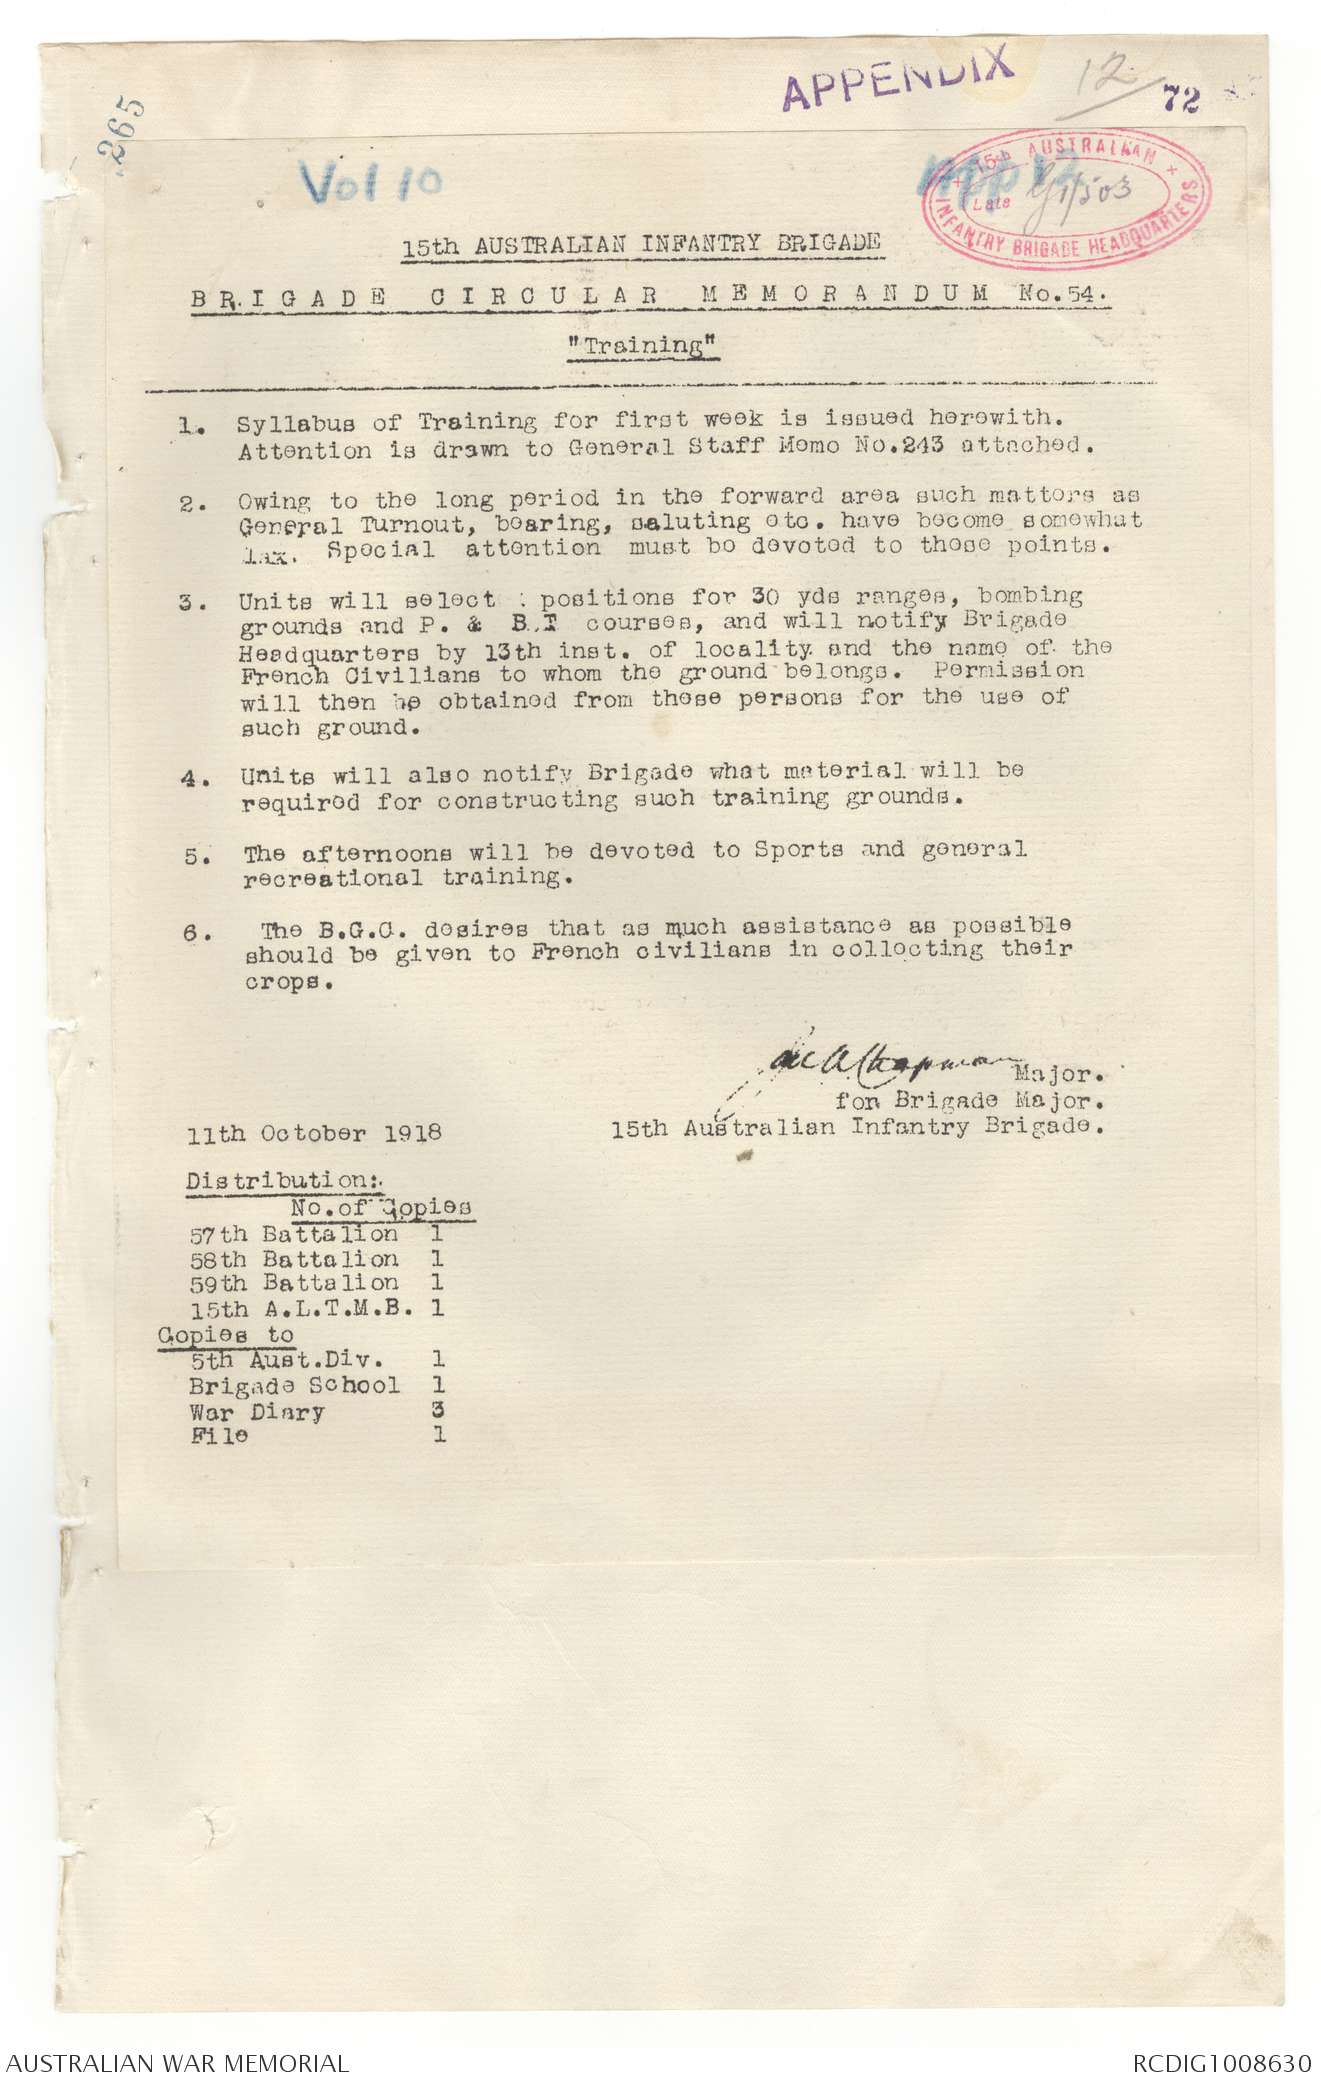 APPENDIX 12 72
265
Vol 10
15th AUSTRALIAN
Late G1/503
INFANTRY BRIGADE HEADQUARTERS
15th AUSTRALIAN INFANTRY BRIGADE
BRIGADE CIRCULAR MEMORANDUM No.54.
"Training"
1. Syllabus of Training for first week is issued herewith.
Attention is drawn to General Staff Memo No.243 attached.
2. Owing to the long period in the forward area such matters as
General Turnout, bearing, saluting etc. have become somewhat
lax. Special attention must be devoted to these points.
3. Units will select positions for 30 yds ranges, bombing
grounds and P. & B.T courses, and will notify Brigade
Headquarters by 13th inst. of locality and the name of the
French Civilians to whom the ground belongs. Permission
will then be obtained from these persons for the use of
such ground.
4. Units will also notify Brigade what material will be
required for constructing such training grounds.
5. The afternoons will be devoted to Sports and general
recreational training.
6. The B.G.C. desires that as much assistance as possible
should be given to French civilians in collecting their
crops.
Chapman Major.
for Brigade Major.
11th October 1918 15th Australian Infantry Brigade.
Distribution:
No.of Copies
57th Battalion 1
58th Battalion 1
59th Battalion 1
15th A.L.T.M.B. 1
Copies to
5th Aust.Div. 1
Brigade School 1
War Diary 3
File 1
AUSTRALIAN WAR MEMORIAL RCDIG1008630